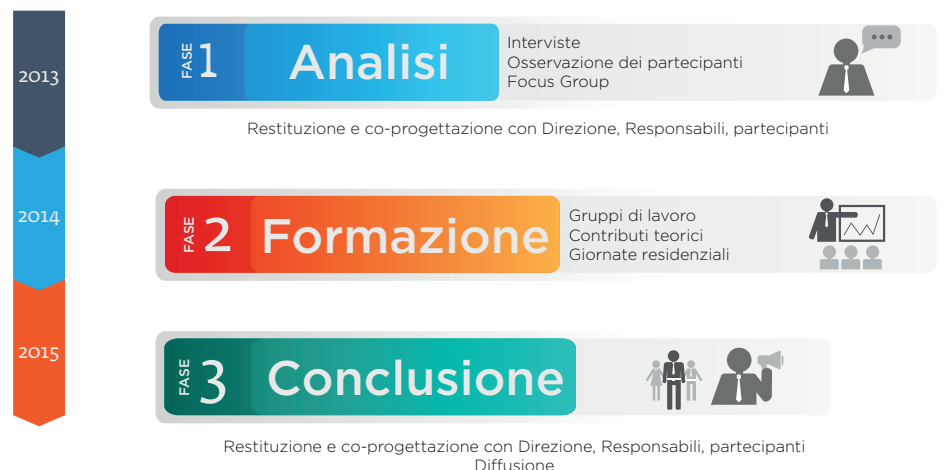 2013
FASE 1 Analisi
Interviste
Osservazione dei partecipanti
Focus Group
Restituzione e co-progettazione con Direzione, Responsabili, partecipanti
2014
FASE 2 Formazione
Gruppi di lavoro
Contributi teorici
Giornate residenziali
2015
FASE 3 Conclusione
Restituzione e co-progettazione con Direzione, Responsabili, partecipanti
Diffusione